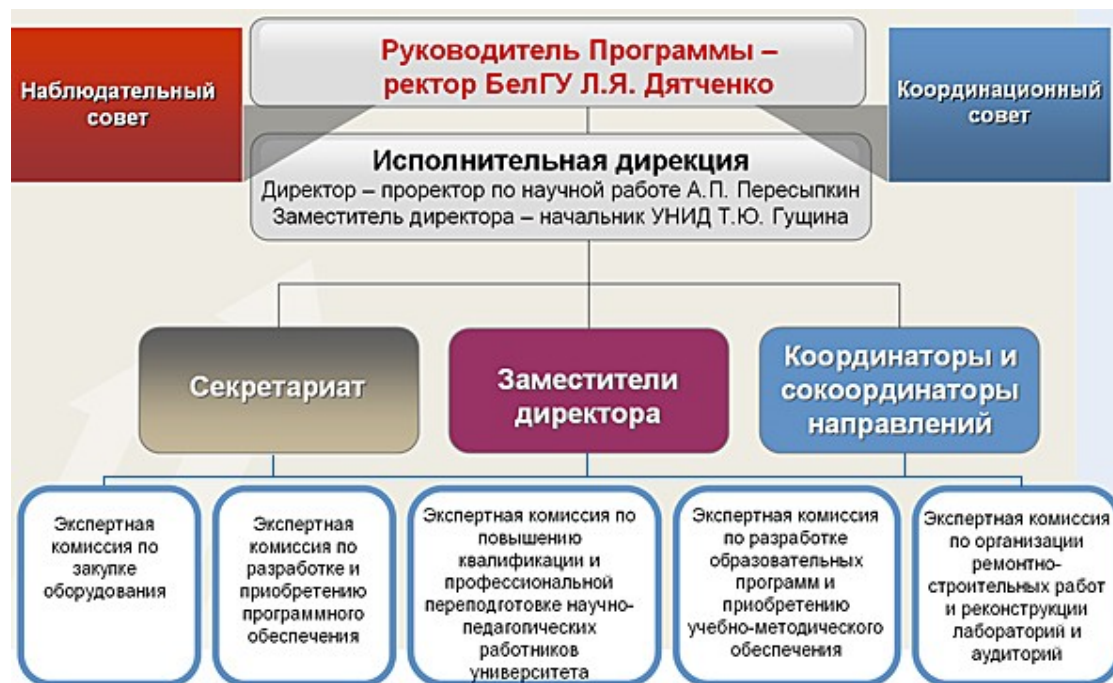 Руководитель Программы –
ректор БелГУ Л.Я. Дятченко
Наблюдательный
совет
Координационный
совет
Исполнительная дирекция
Директор – проректор по научной работе А.П. Пересыпкин
Заместитель директора – начальник УНИД Т.Ю. Гущина
Секретариат
Заместители
директора
Координаторы и
сокоординаторы
направлений
Экспертная
комиссия по
закупке
оборудования
Экспертная
комиссия по
разработке и
приобретению
программного
обеспечения
Экспертная комиссия по
повышению
квалификации и
профессиональной
переподготовке научно-
педагогических
работников
университета
Экспертная комиссия
по разработке
образовательных
программ и
приобретению
учебно-методического
обеспечения
Экспертная комиссия
по организации
ремонтно-
строительных работ
и реконструкции
лабораторий и
аудиторий